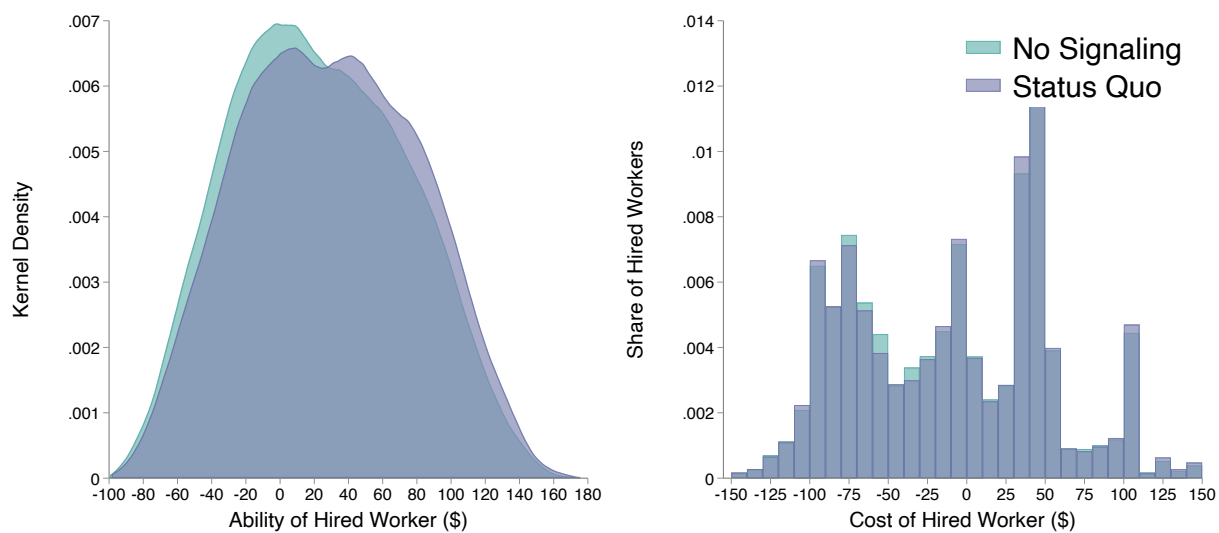 Kernel Density
.007
.006
.005
.004
.003
.002
.001
0
-100 -80 -60 -40 -20 0 20 40 60 80 100 120 140 160 180
Ability of Hired Worker ($)
Share of Hired Workers
.014
.012
.01
.008
.006
.004
.002
0
-150 -125 -100 -75 -50 -25 0 25 50 75 100 125 150
Cost of Hired Worker ($)
No Signaling
Status Quo